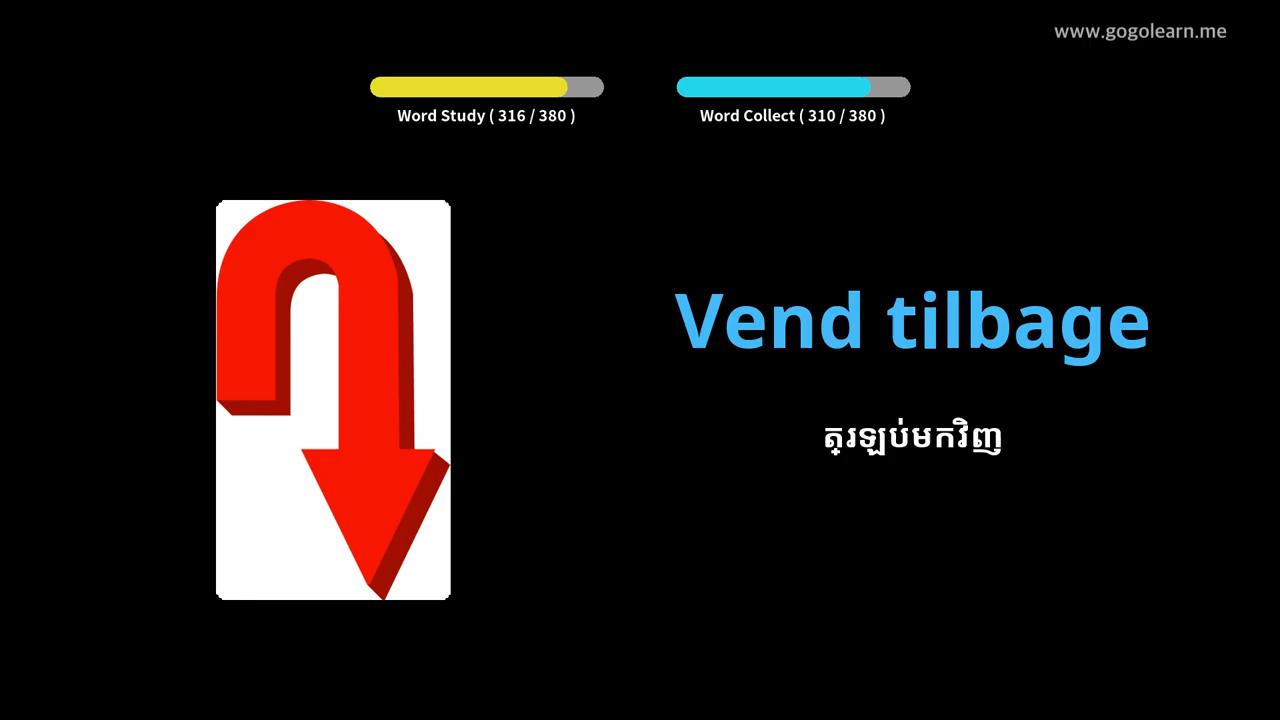 www.gogolearn.me
Word Study ( 316 / 380 )
Word Collect ( 310 / 380 )
Vend tilbage
ត្រឡប់មកវិញ